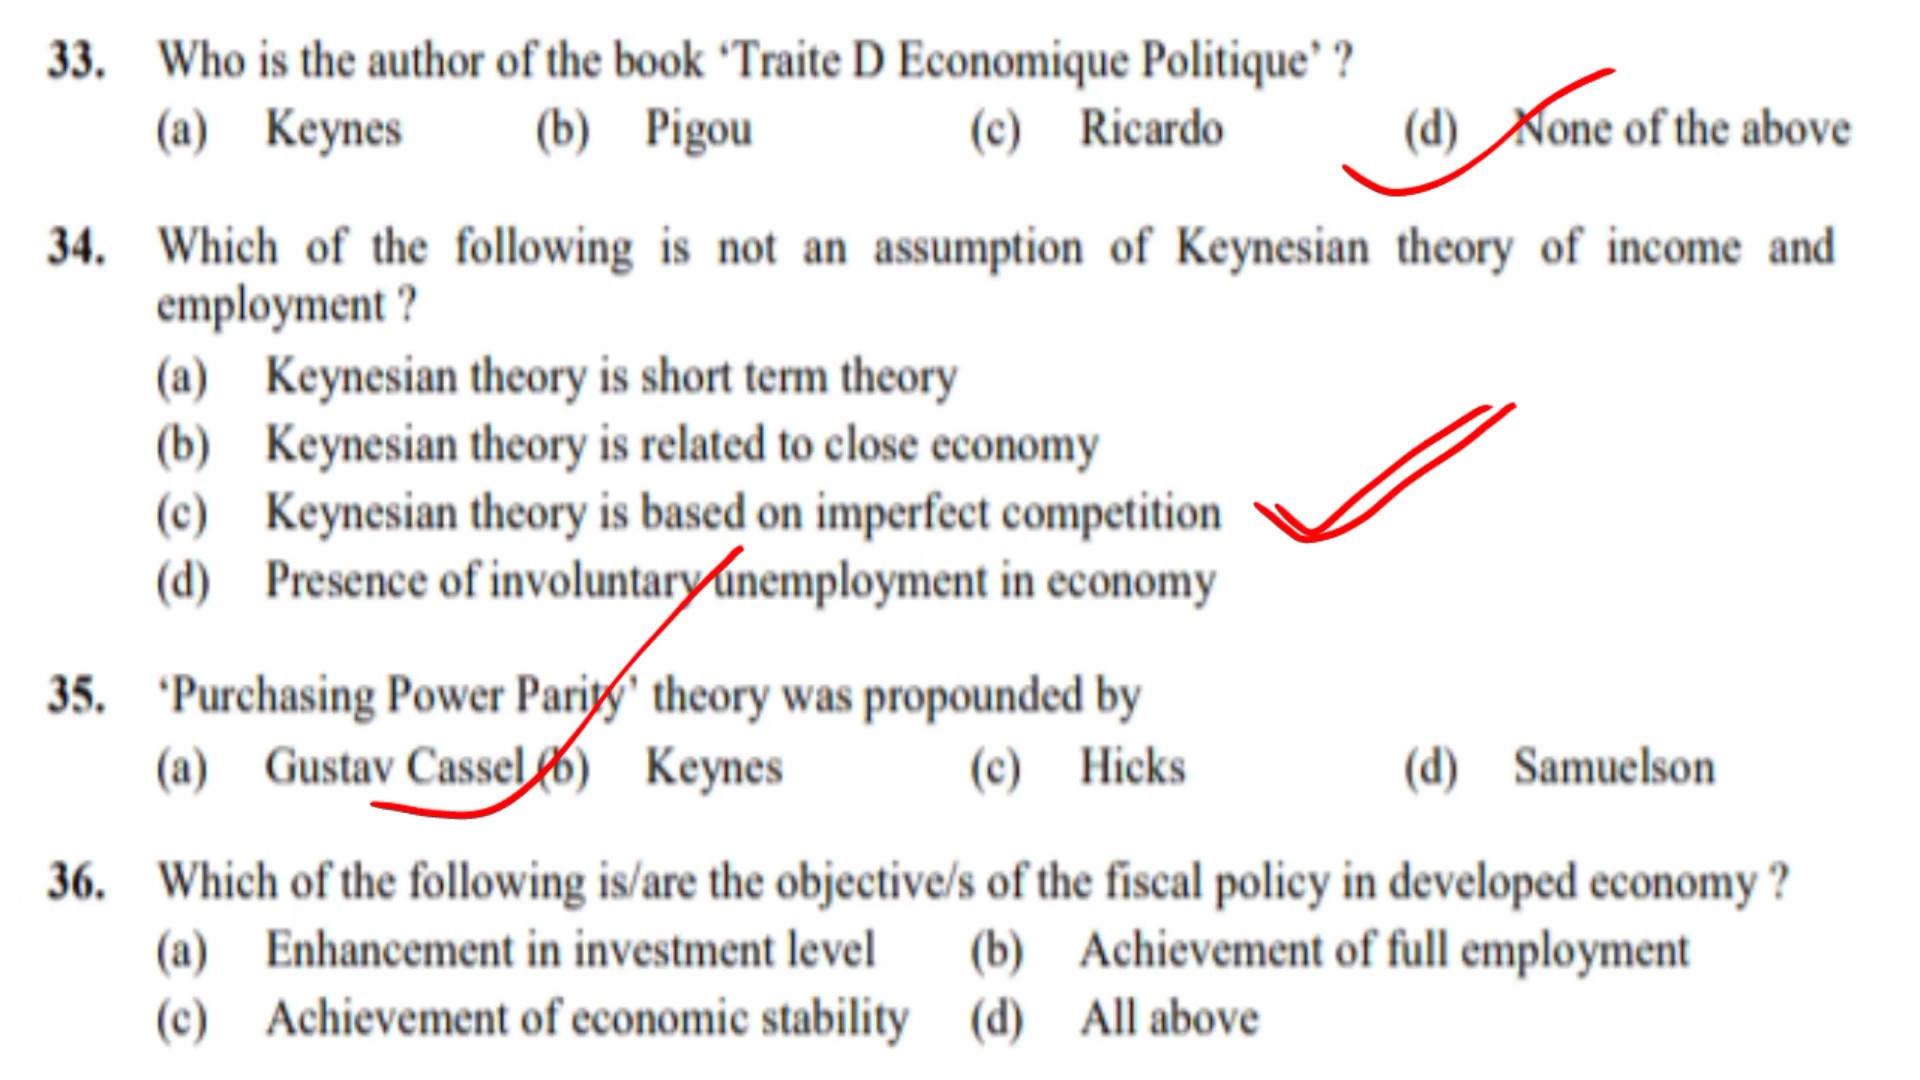 33. Who is the author of the book ‘Traite D Economique Politique’ ?
(a) Keynes (b) Pigou (c) Ricardo (d) None of the above
34. Which of the following is not an assumption of Keynesian theory of income and
employment ?
(a) Keynesian theory is short term theory
(b) Keynesian theory is related to close economy
(c) Keynesian theory is based on imperfect competition
(d) Presence of involuntary unemployment in economy
35. ‘Purchasing Power Parity’ theory was propounded by
(a) Gustav Cassel (b) Keynes (c) Hicks (d) Samuelson
36. Which of the following is/are the objective/s of the fiscal policy in developed economy ?
(a) Enhancement in investment level (b) Achievement of full employment
(c) Achievement of economic stability (d) All above